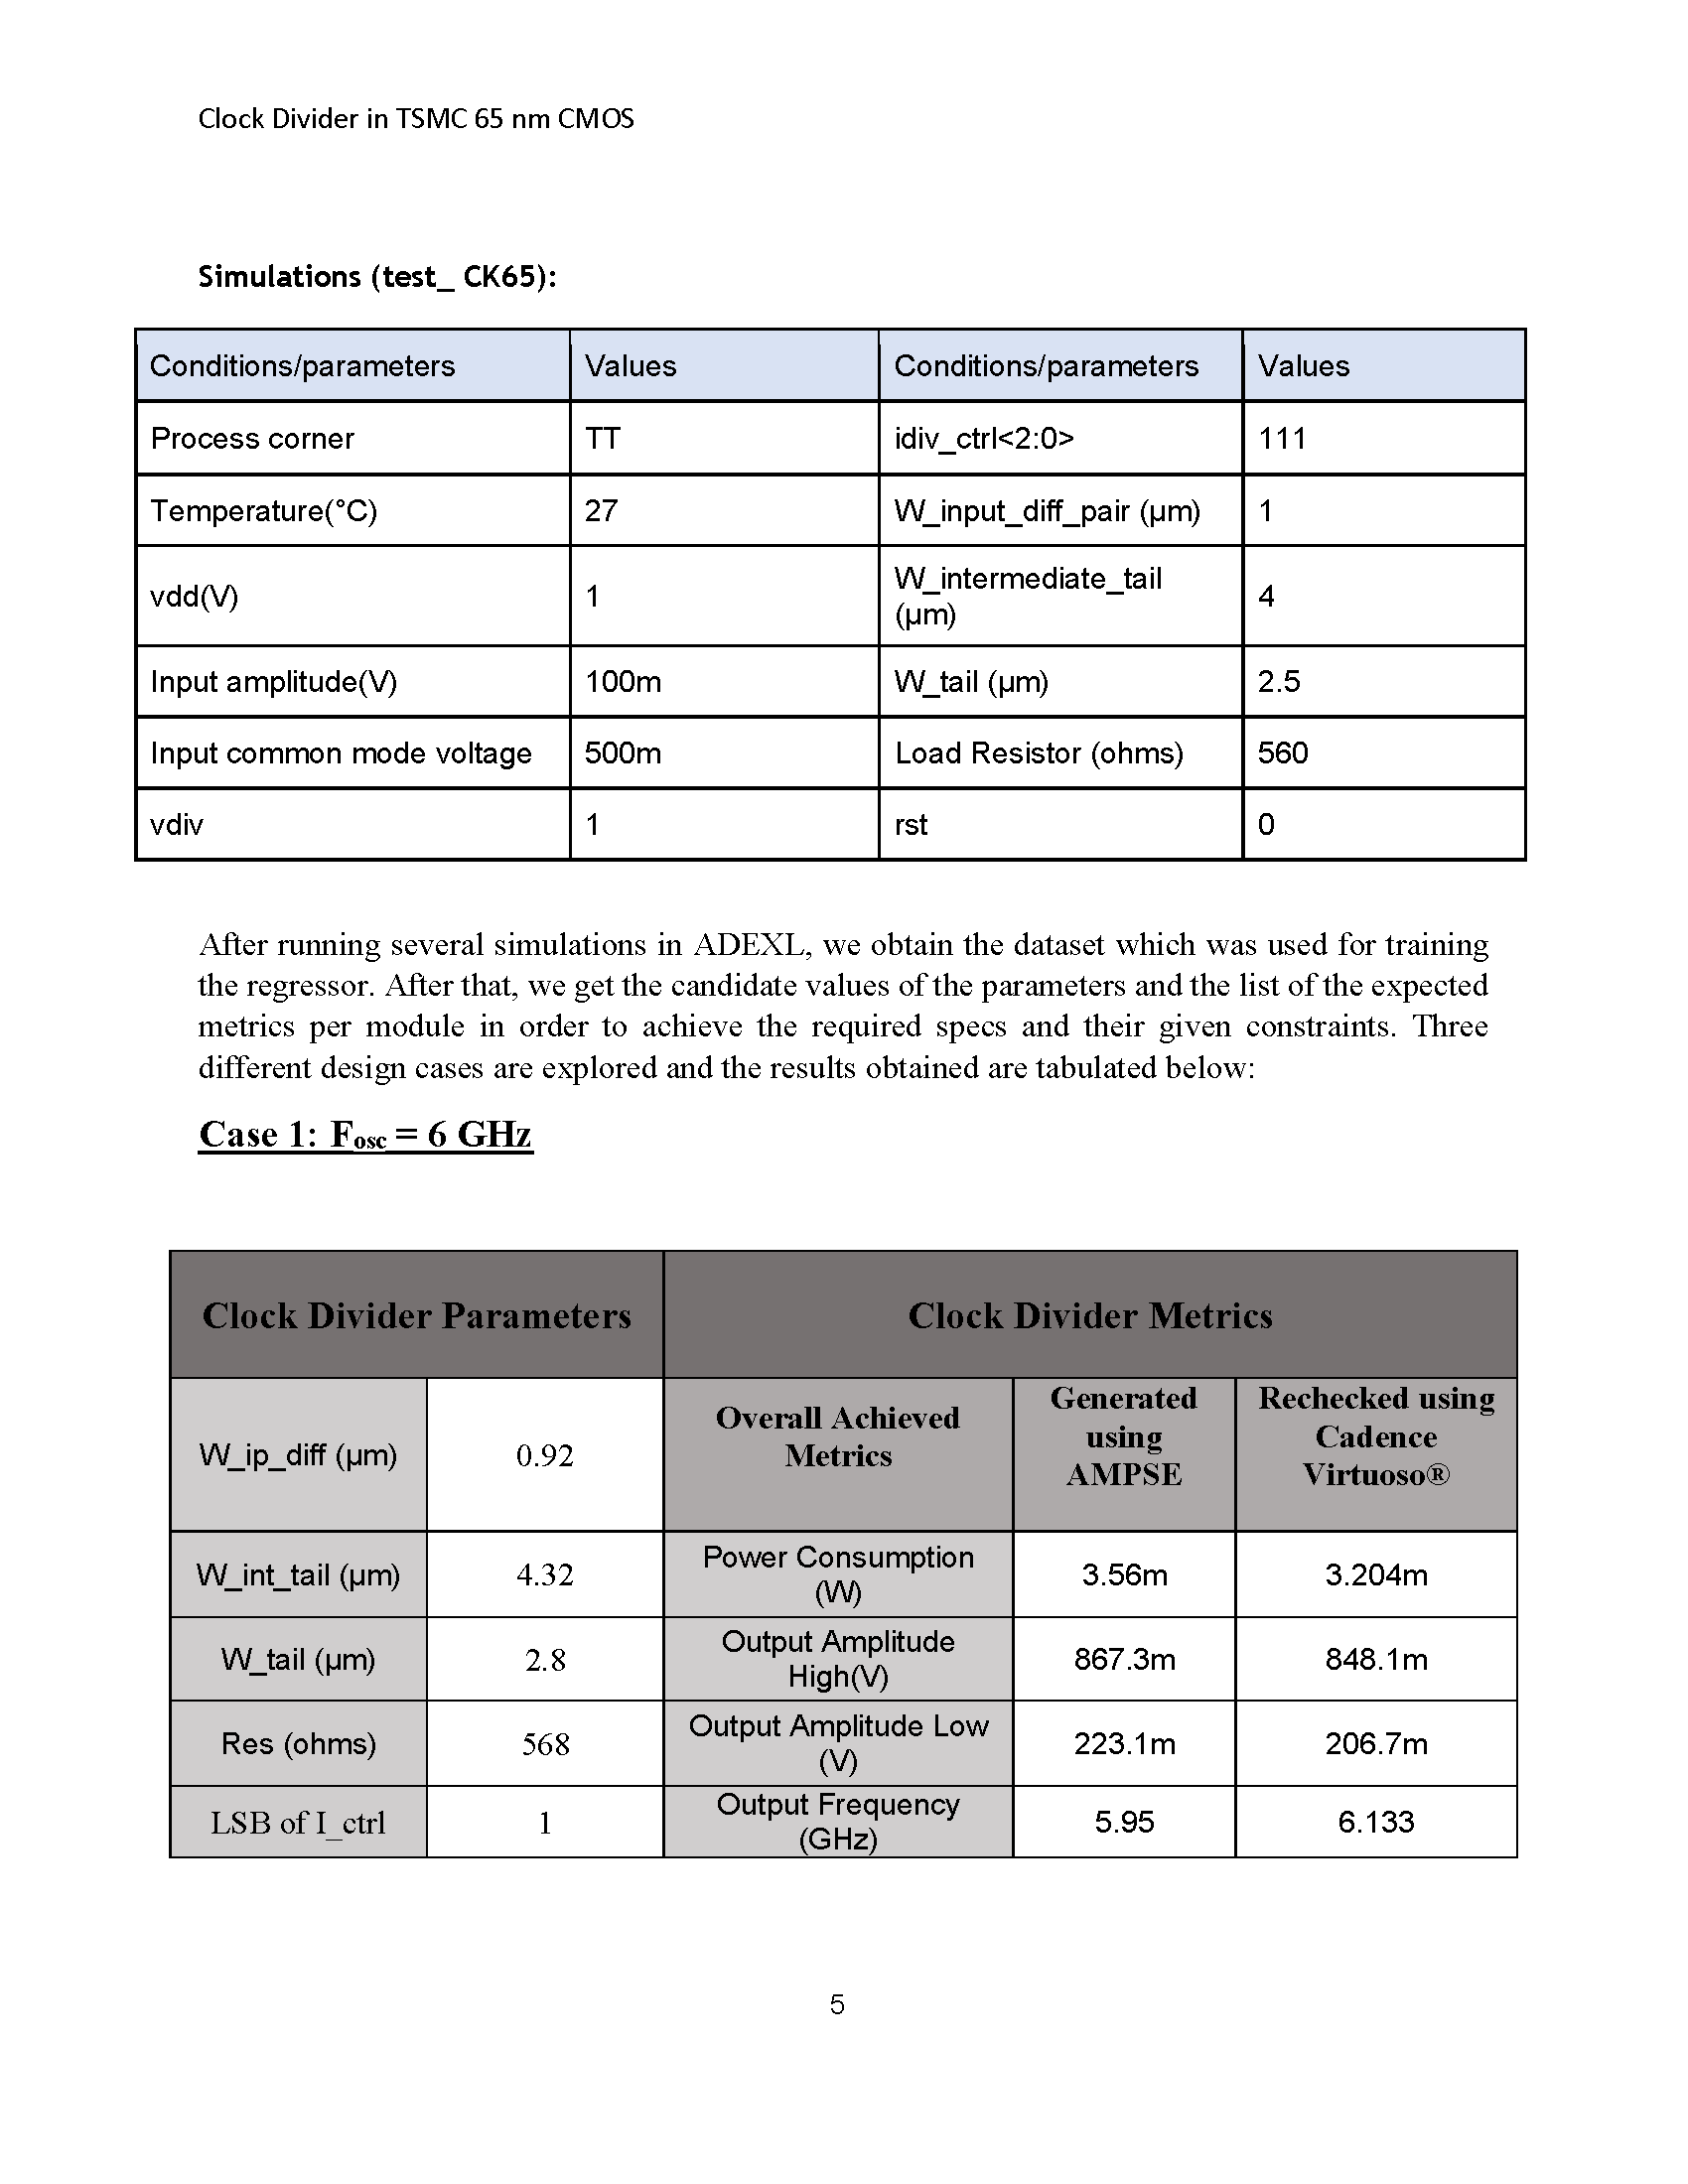 Clock Divider in TSMC 65 nm CMOS
Simulations (test_ CK65):
Conditions/parameters Values Conditions/parameters Values
Process corner TT idiv_ctrl<2:0> 111
Temperature(°C) 27 W_input_diff_pair (µm) 1
vdd(V) 1 W_intermediate_tail (µm) 4
Input amplitude(V) 100m W_tail (µm) 2.5
Input common mode voltage 500m Load Resistor (ohms) 560
vdiv 1 rst 0
After running several simulations in ADEXL, we obtain the dataset which was used for training
the regressor. After that, we get the candidate values of the parameters and the list of the expected
metrics per module in order to achieve the required specs and their given constraints. Three
different design cases are explored and the results obtained are tabulated below:
Case 1: Fosc = 6 GHz
Clock Divider Parameters Clock Divider Metrics
W_ip_diff (µm) 0.92 Overall Achieved Metrics Generated using AMPSE Rechecked using Cadence Virtuoso®
W_int_tail (µm) 4.32 Power Consumption (W) 3.56m 3.204m
W_tail (µm) 2.8 Output Amplitude High(V) 867.3m 848.1m
Res (ohms) 568 Output Amplitude Low (V) 223.1m 206.7m
LSB of I_ctrl 1 Output Frequency (GHz) 5.95 6.133
5